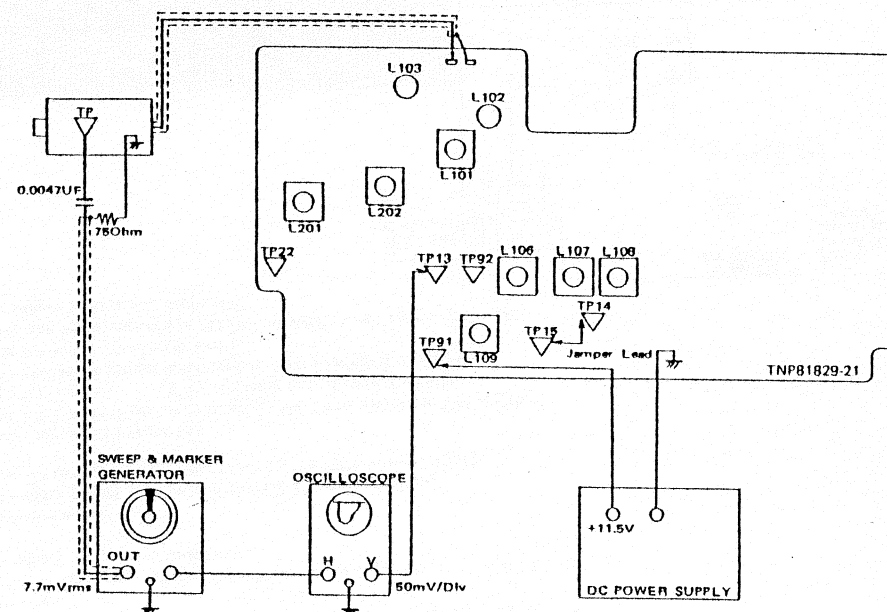 L103
L102
TP
L101
0.0047UF
L202
75Ohm
L201
TP22
TP13
TP92
L106
L107
L108
TP14
TP15
TP91
L109
Jamper Lead
TNP81829-21
SWEEP & MARKER
GENERATOR
OSCILLOSCOPE
+11.5V
OUT
H
V
7.7mVrms
50mV/Div
DC POWER SUPPLY